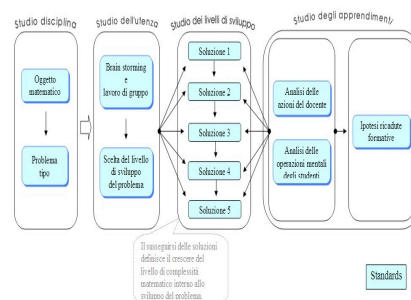 Studio disciplina
Studio dell'utenza
Studio dei livelli di sviluppo
Studio degli apprendimenti
Oggetto
matematico
Problema
tipo
Brain storming
e
lavoro di gruppo
Scelta del livello
di sviluppo
del problema
Soluzione 1
Soluzione 2
Soluzione 3
Soluzione 4
Soluzione 5
Analisi delle
azioni del docente
Analisi delle
operazioni mentali
degli studenti
Ipotesi ricadute
formative
Il susseguirsi delle soluzioni
definisce il crescere del
livello di complessità
matematico interno allo
sviluppo del problema.
Standards